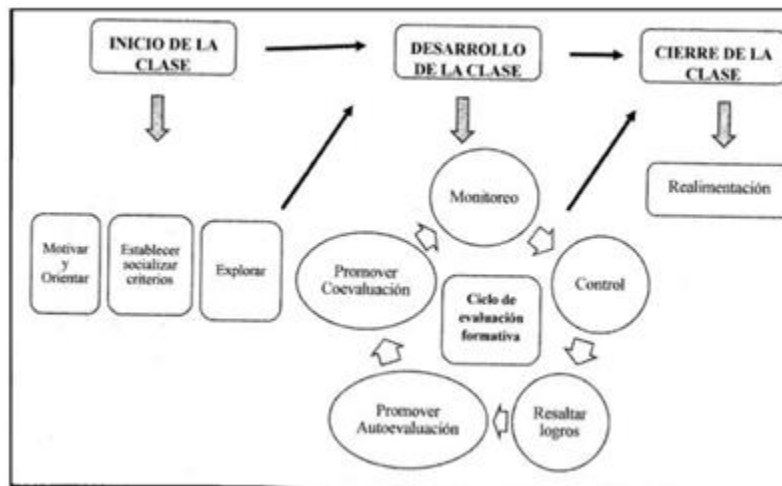 INICIO DE LA
CLASE
DESARROLLO
DE LA CLASE
CIERRE DE LA
CLASE
Motivar
y
Orientar
Establecer
socializar
criterios
Explorar
Monitoreo
Control
Resaltar
logros
Promover
Autoevaluación
Promover
Coevaluación
Ciclo de
evaluación
formativa
Realimentación